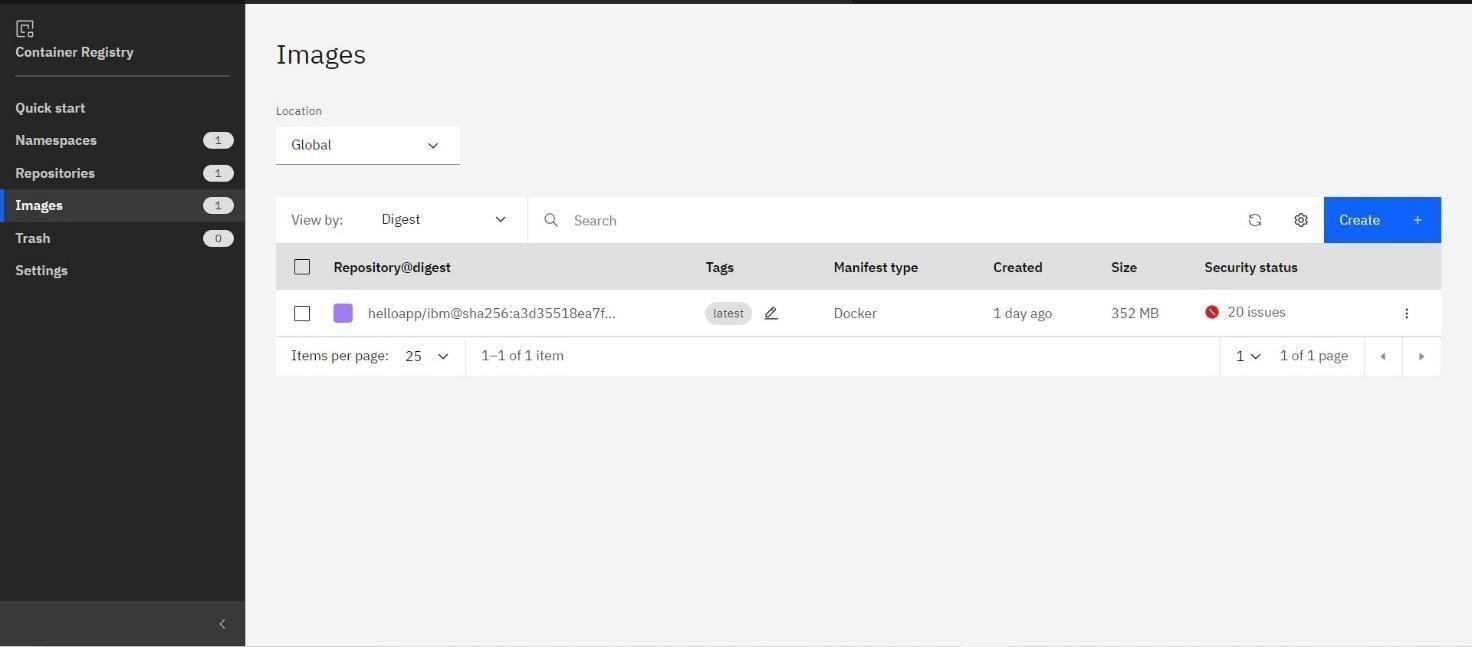 Container Registry
Quick start
Namespaces 1
Repositories 1
Images 1
Trash 0
Settings
Images
Location
Global
View by: Digest Search Create +
Repository@digest Tags Manifest type Created Size Security status
helloapp/ibm@sha256:a3d35518ea7f... latest Docker 1 day ago 352 MB 20 issues
Items per page: 25 1–1 of 1 item 1 1 of 1 page